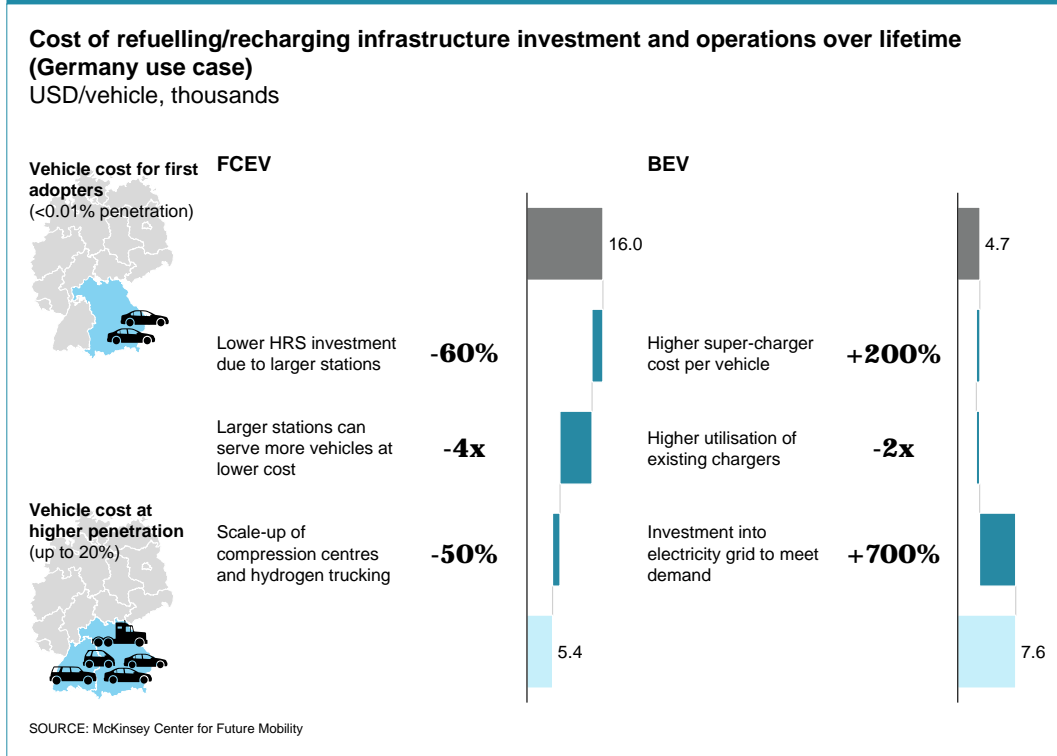 Cost of refuelling/recharging infrastructure investment and operations over lifetime
(Germany use case)
USD/vehicle, thousands
Vehicle cost for first
adopters
(<0.01% penetration)
FCEV
16.0
Lower HRS investment
due to larger stations
-60%
Larger stations can
serve more vehicles at
lower cost
-4x
Scale-up of
compression centres
and hydrogen trucking
-50%
5.4
BEV
4.7
Higher super-charger
cost per vehicle
+200%
Higher utilisation of
existing chargers
-2x
Investment into
electricity grid to meet
demand
+700%
7.6
Vehicle cost at
higher penetration
(up to 20%)
SOURCE: McKinsey Center for Future Mobility